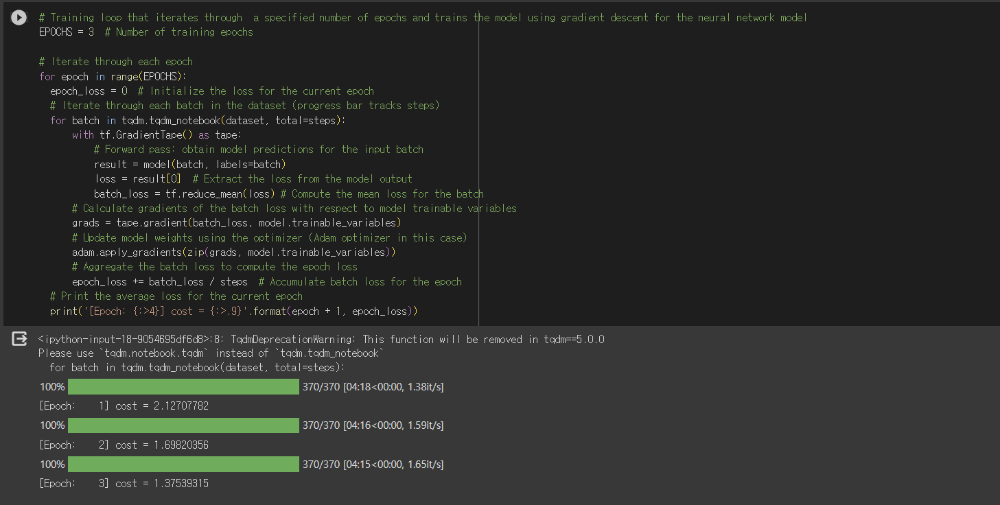 # Training loop that iterates through  a specified number of epochs and trains the model using gradient descent for the neural network model
EPOCHS = 3  # Number of training epochs
# Iterate through each epoch
for epoch in range(EPOCHS):
  epoch_loss = 0  # Initialize the loss for the current epoch
  # Iterate through each batch in the dataset (progress bar tracks steps)
  for batch in tqdm.tqdm_notebook(dataset, total=steps):
      with tf.GradientTape() as tape:
          # Forward pass: obtain model predictions for the input batch
          result = model(batch, labels=batch)
          loss = result[0]  # Extract the loss from the model output
          batch_loss = tf.reduce_mean(loss) # Compute the mean loss for the batch
      # Calculate gradients of the batch loss with respect to model trainable variables
      grads = tape.gradient(batch_loss, model.trainable_variables)
      # Update model weights using the optimizer (Adam optimizer in this case)
      adam.apply_gradients(zip(grads, model.trainable_variables))
      # Aggregate the batch loss to compute the epoch loss
      epoch_loss += batch_loss / steps  # Accumulate batch loss for the epoch
  # Print the average loss for the current epoch
  print('[Epoch: {:>4}] cost = {:>.9}'.format(epoch + 1, epoch_loss))
<ipython-input-18-9054695df6d8>:8: TqdmDeprecationWarning: This function will be removed in tqdm==5.0.0
Please use `tqdm.notebook.tqdm` instead of `tqdm.tqdm_notebook`
  for batch in tqdm.tqdm_notebook(dataset, total=steps):
100% 370/370 [04:18<00:00, 1.38it/s]
[Epoch:    1] cost = 2.12707782
100% 370/370 [04:16<00:00, 1.59it/s]
[Epoch:    2] cost = 1.69820356
100% 370/370 [04:15<00:00, 1.65it/s]
[Epoch:    3] cost = 1.37539315